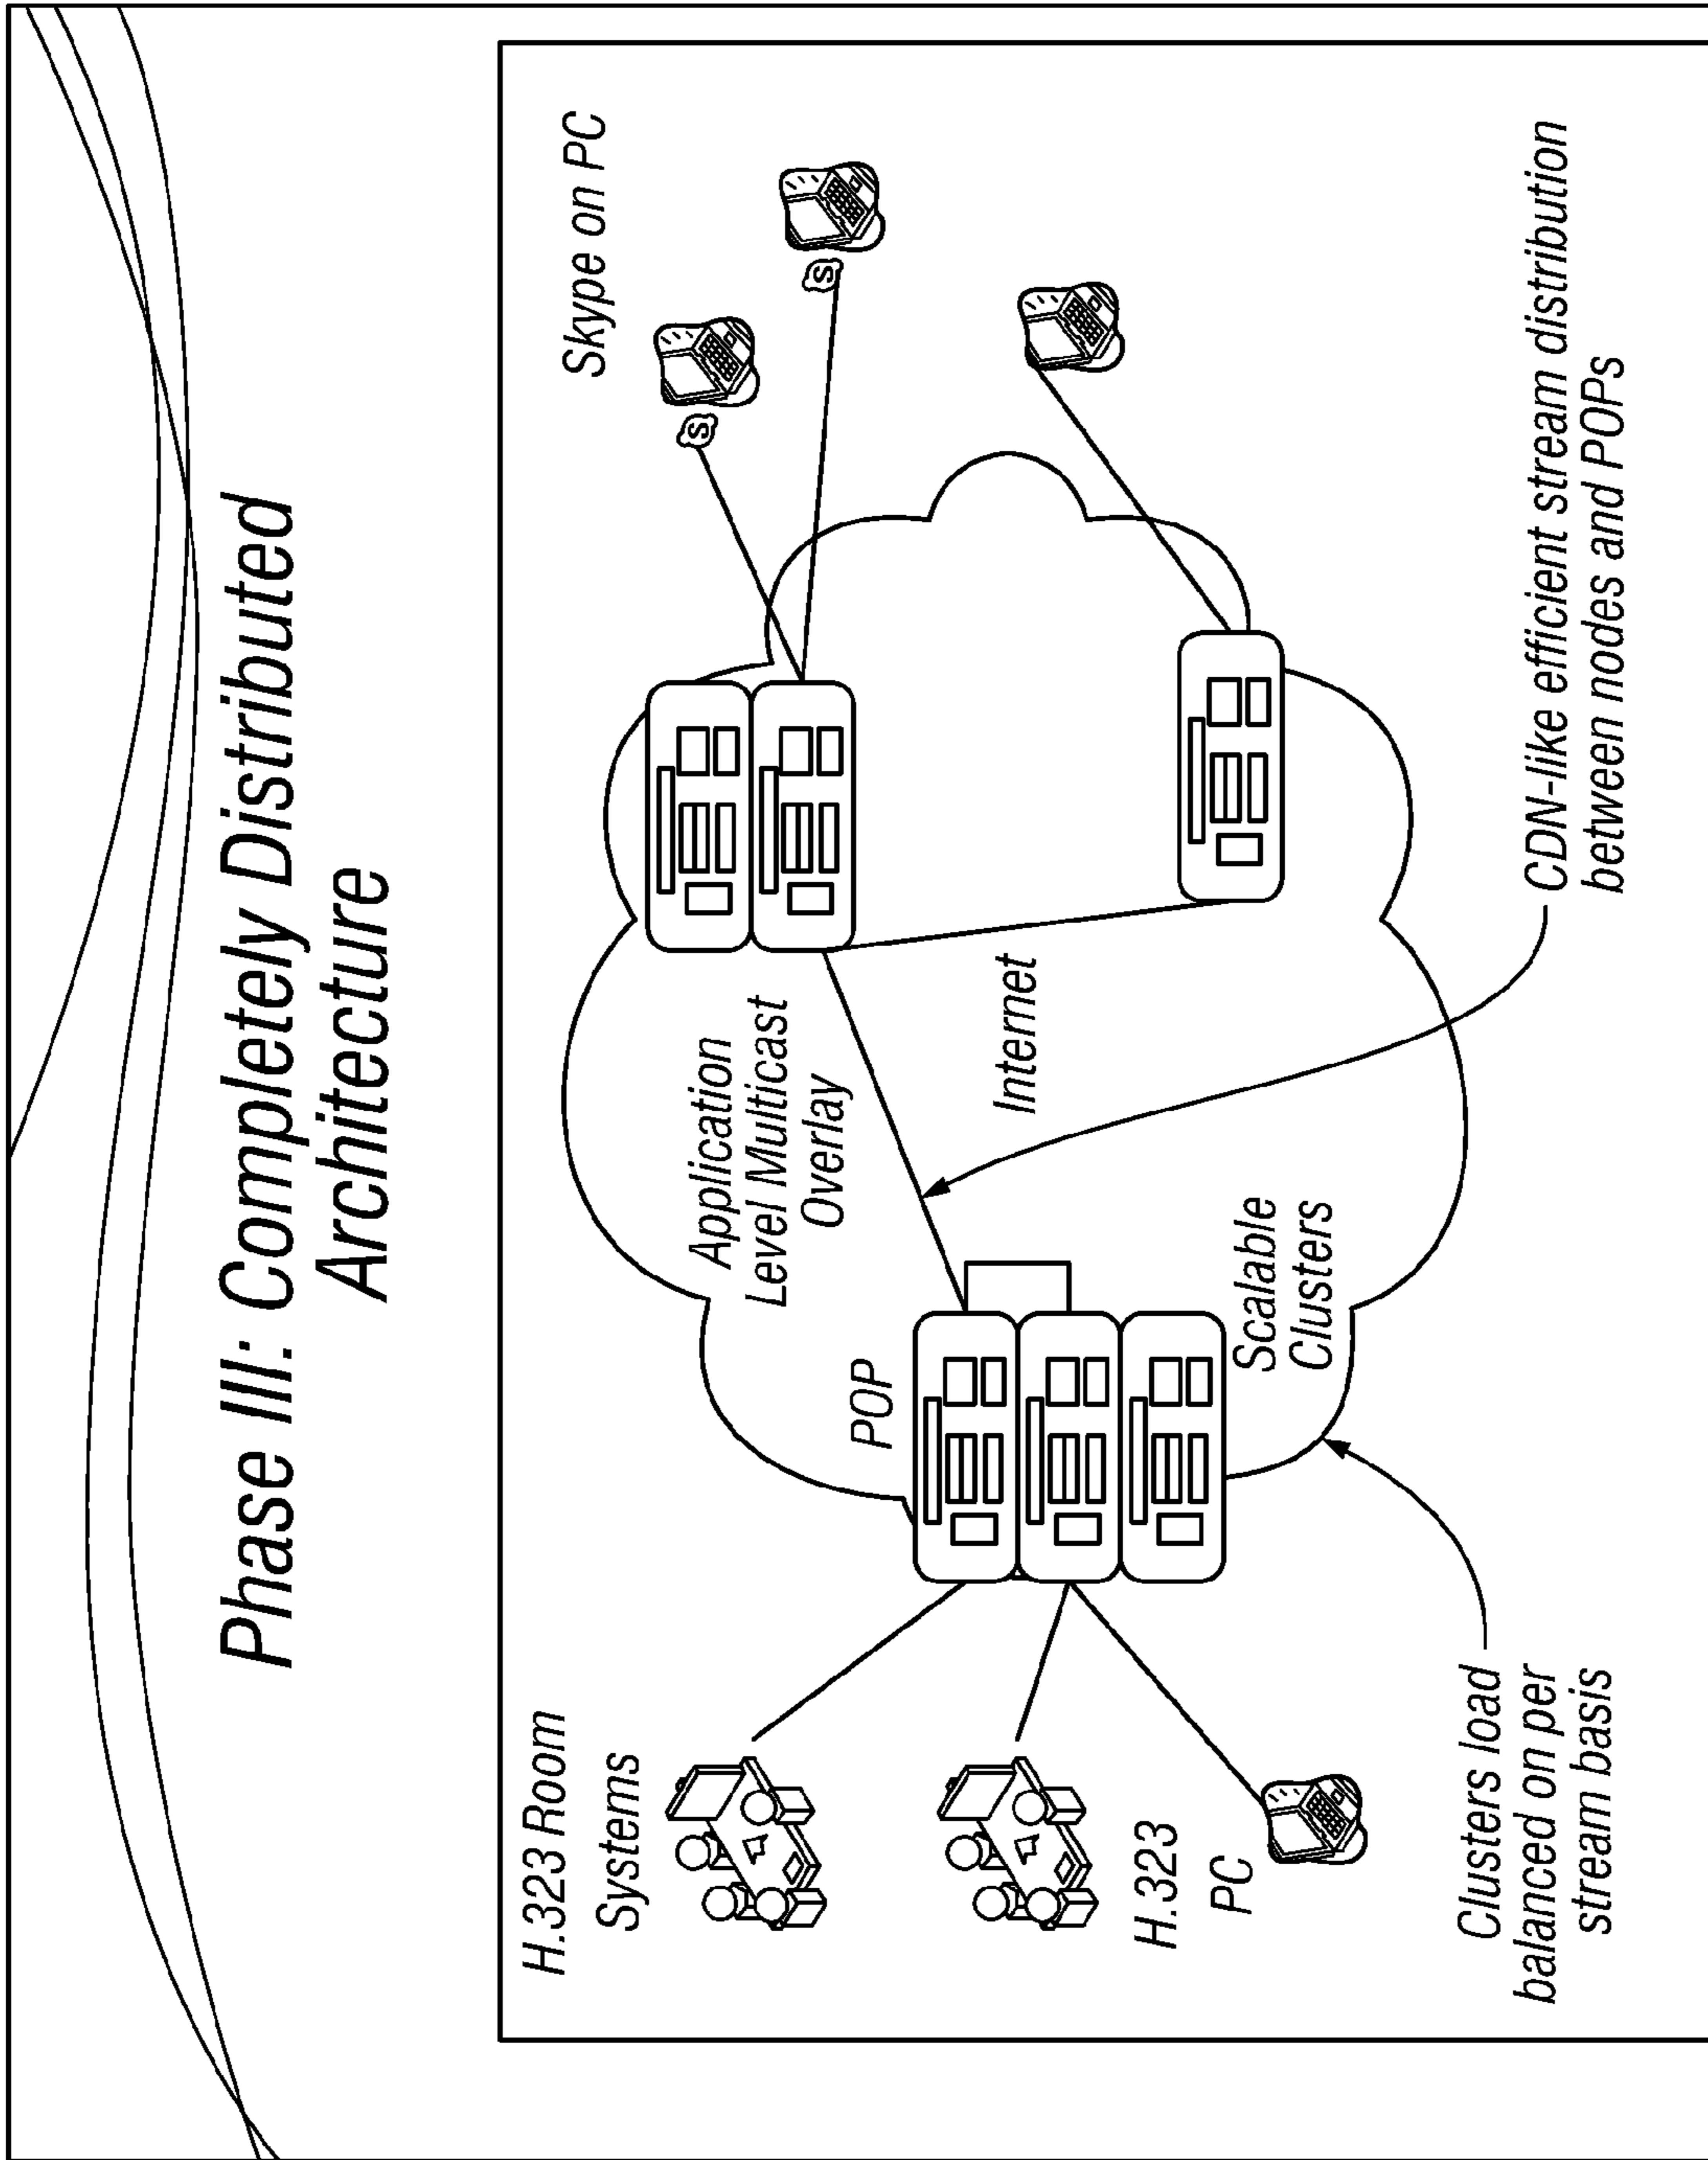 Phase III: Completely Distributed
Architecture
H.323 Room
Systems
Skype on PC
S
S
Application
Level Multicast
Overlay
POP
Internet
H.323
PC
Scalable
Clusters
Clusters load
balanced on per
stream basis
CDN-like efficient stream distribution
between nodes and POPs